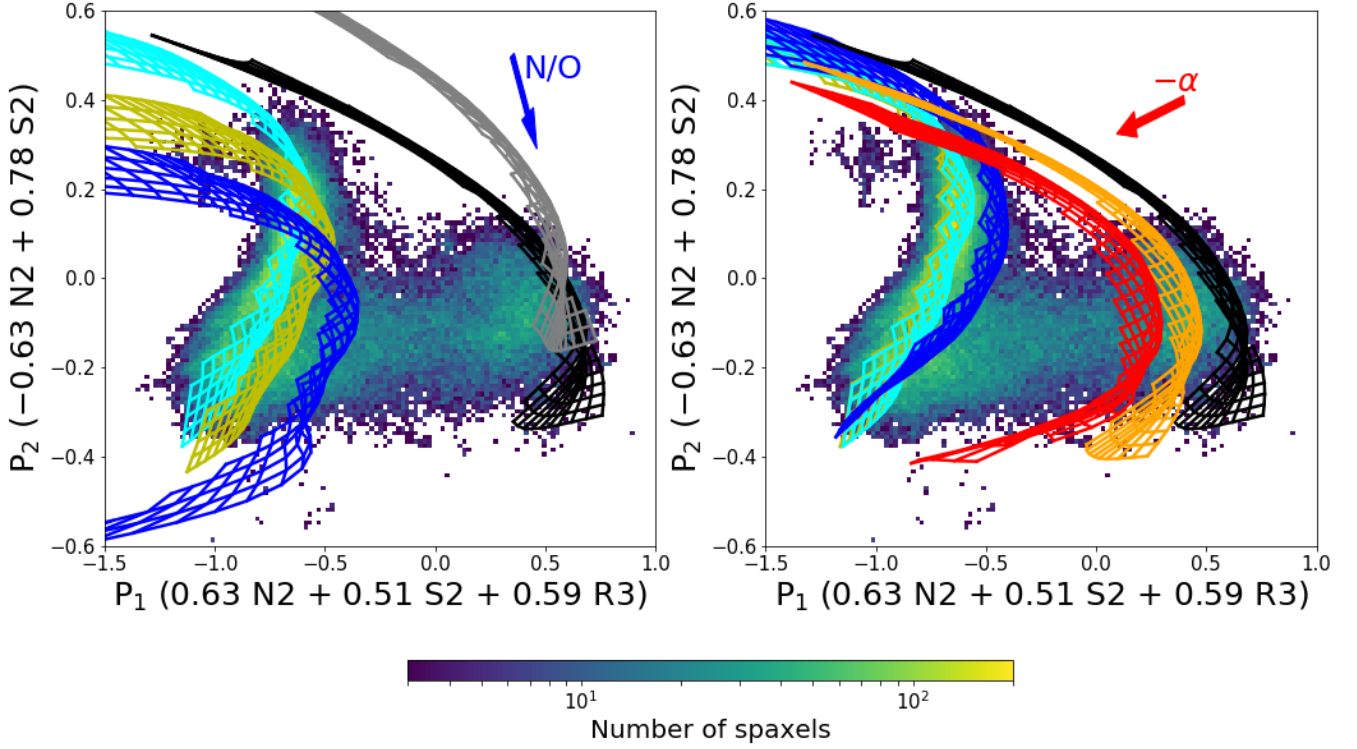 0.6
0.4
0.2
0.0
−0.2
−0.4
−0.6
P₂ (−0.63 N2 + 0.78 S2)
N/O
−1.5 −1.0 −0.5 0.0 0.5 1.0
P₁ (0.63 N2 + 0.51 S2 + 0.59 R3)
0.6
0.4
0.2
0.0
−0.2
−0.4
−0.6
P₂ (−0.63 N2 + 0.78 S2)
−α
−1.5 −1.0 −0.5 0.0 0.5 1.0
P₁ (0.63 N2 + 0.51 S2 + 0.59 R3)
10¹ 10²
Number of spaxels